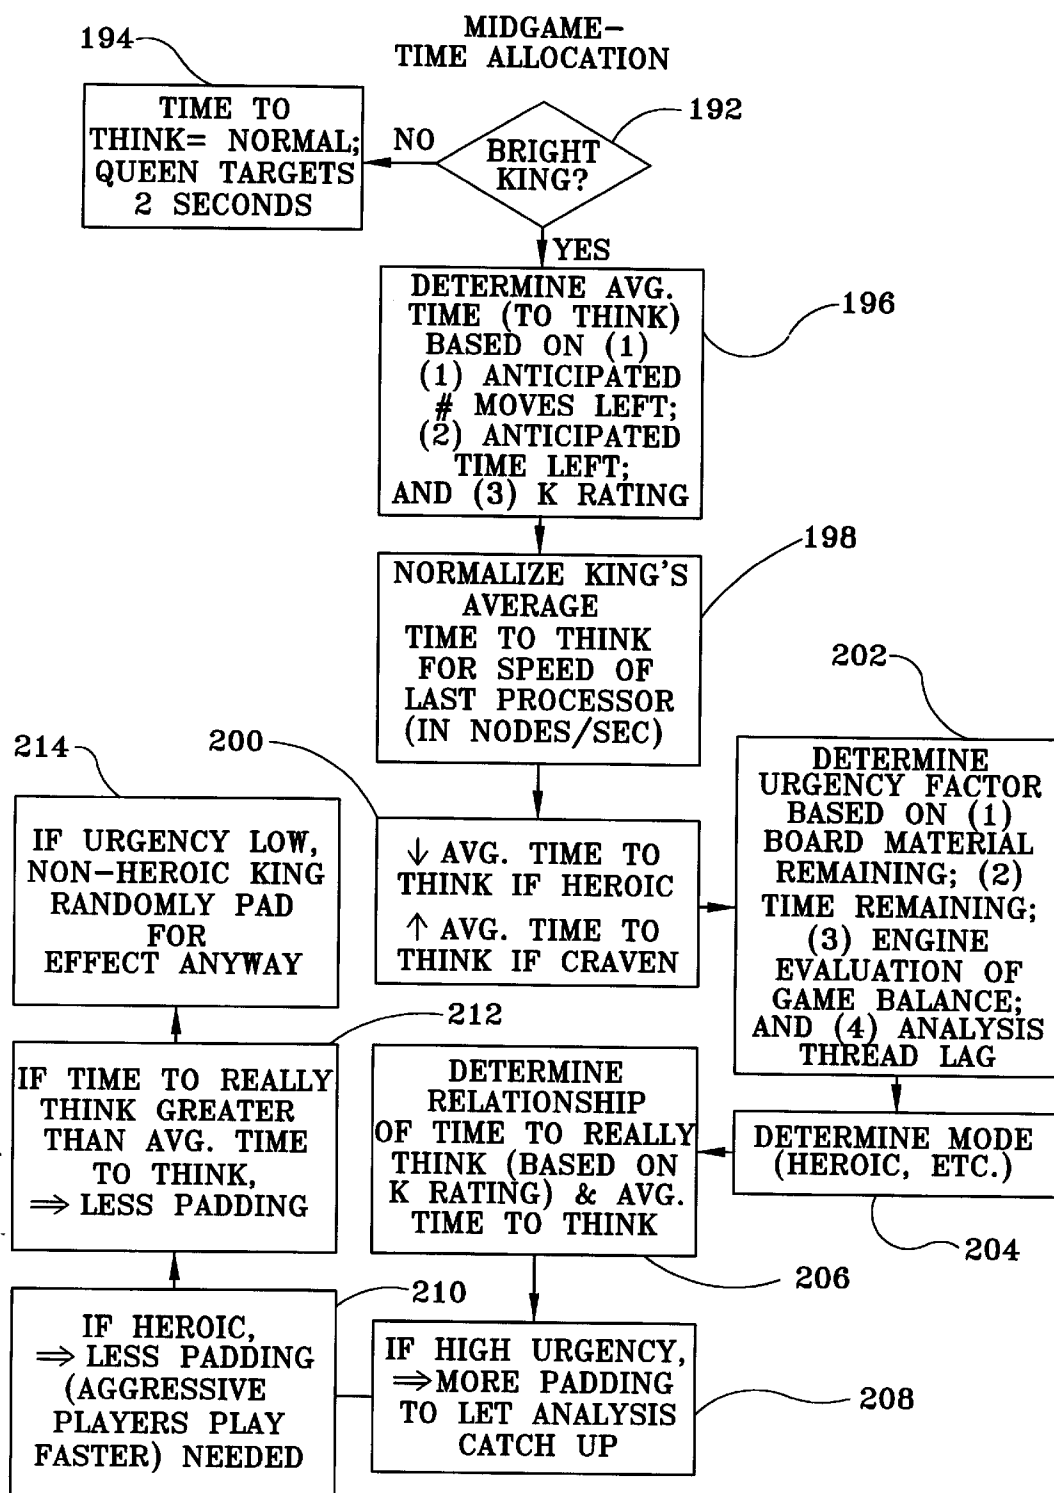 MIDGAME-
TIME ALLOCATION
194
TIME TO
THINK= NORMAL;
QUEEN TARGETS
2 SECONDS
NO
192
BRIGHT
KING?
YES
196
DETERMINE AVG.
TIME (TO THINK)
BASED ON (1)
(1) ANTICIPATED
# MOVES LEFT;
(2) ANTICIPATED
TIME LEFT;
AND (3) K RATING
198
NORMALIZE KING'S
AVERAGE
TIME TO THINK
FOR SPEED OF
LAST PROCESSOR
(IN NODES/SEC)
200
↓ AVG. TIME TO
THINK IF HEROIC
↑ AVG. TIME TO
THINK IF CRAVEN
202
DETERMINE
URGENCY FACTOR
BASED ON (1)
BOARD MATERIAL
REMAINING; (2)
TIME REMAINING;
(3) ENGINE
EVALUATION OF
GAME BALANCE;
AND (4) ANALYSIS
THREAD LAG
DETERMINE MODE
(HEROIC, ETC.)
204
DETERMINE
RELATIONSHIP
OF TIME TO REALLY
THINK (BASED ON
K RATING) & AVG.
TIME TO THINK
206
IF HIGH URGENCY,
⇒MORE PADDING
TO LET ANALYSIS
CATCH UP
208
210
IF HEROIC,
⇒LESS PADDING
(AGGRESSIVE
PLAYERS PLAY
FASTER) NEEDED
212
IF TIME TO REALLY
THINK GREATER
THAN AVG. TIME
TO THINK,
⇒ LESS PADDING
214
IF URGENCY LOW,
NON-HEROIC KING
RANDOMLY PAD
FOR
EFFECT ANYWAY